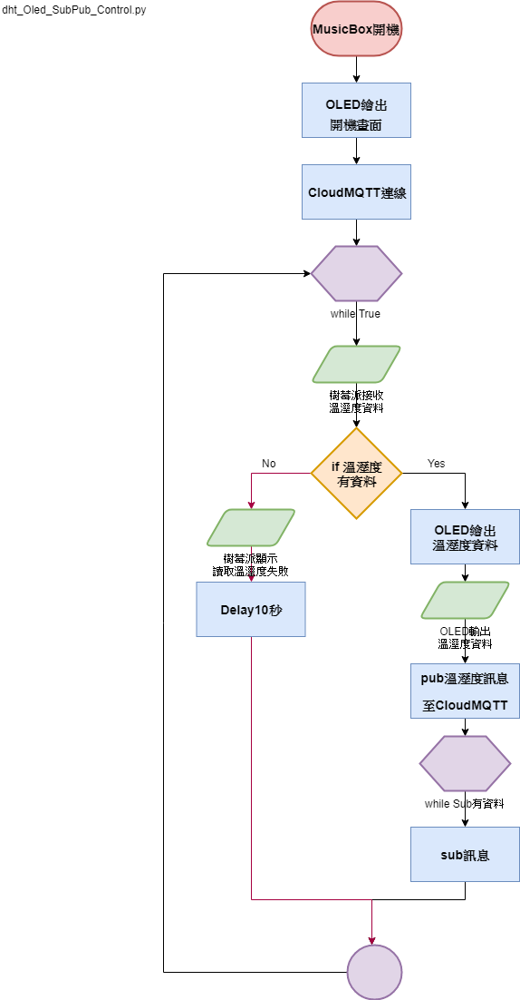 dht_Oled_SubPub_Control.py
MusicBox開機
OLED繪出
開機畫面
CloudMQTT連線
while True
樹莓派接收
溫溼度資料
if 溫溼度
有資料
No
Yes
樹莓派顯示
讀取溫溼度失敗
Delay10秒
OLED繪出
溫溼度資料
OLED輸出
溫溼度資料
pub溫溼度訊息
至CloudMQTT
while Sub有資料
sub訊息